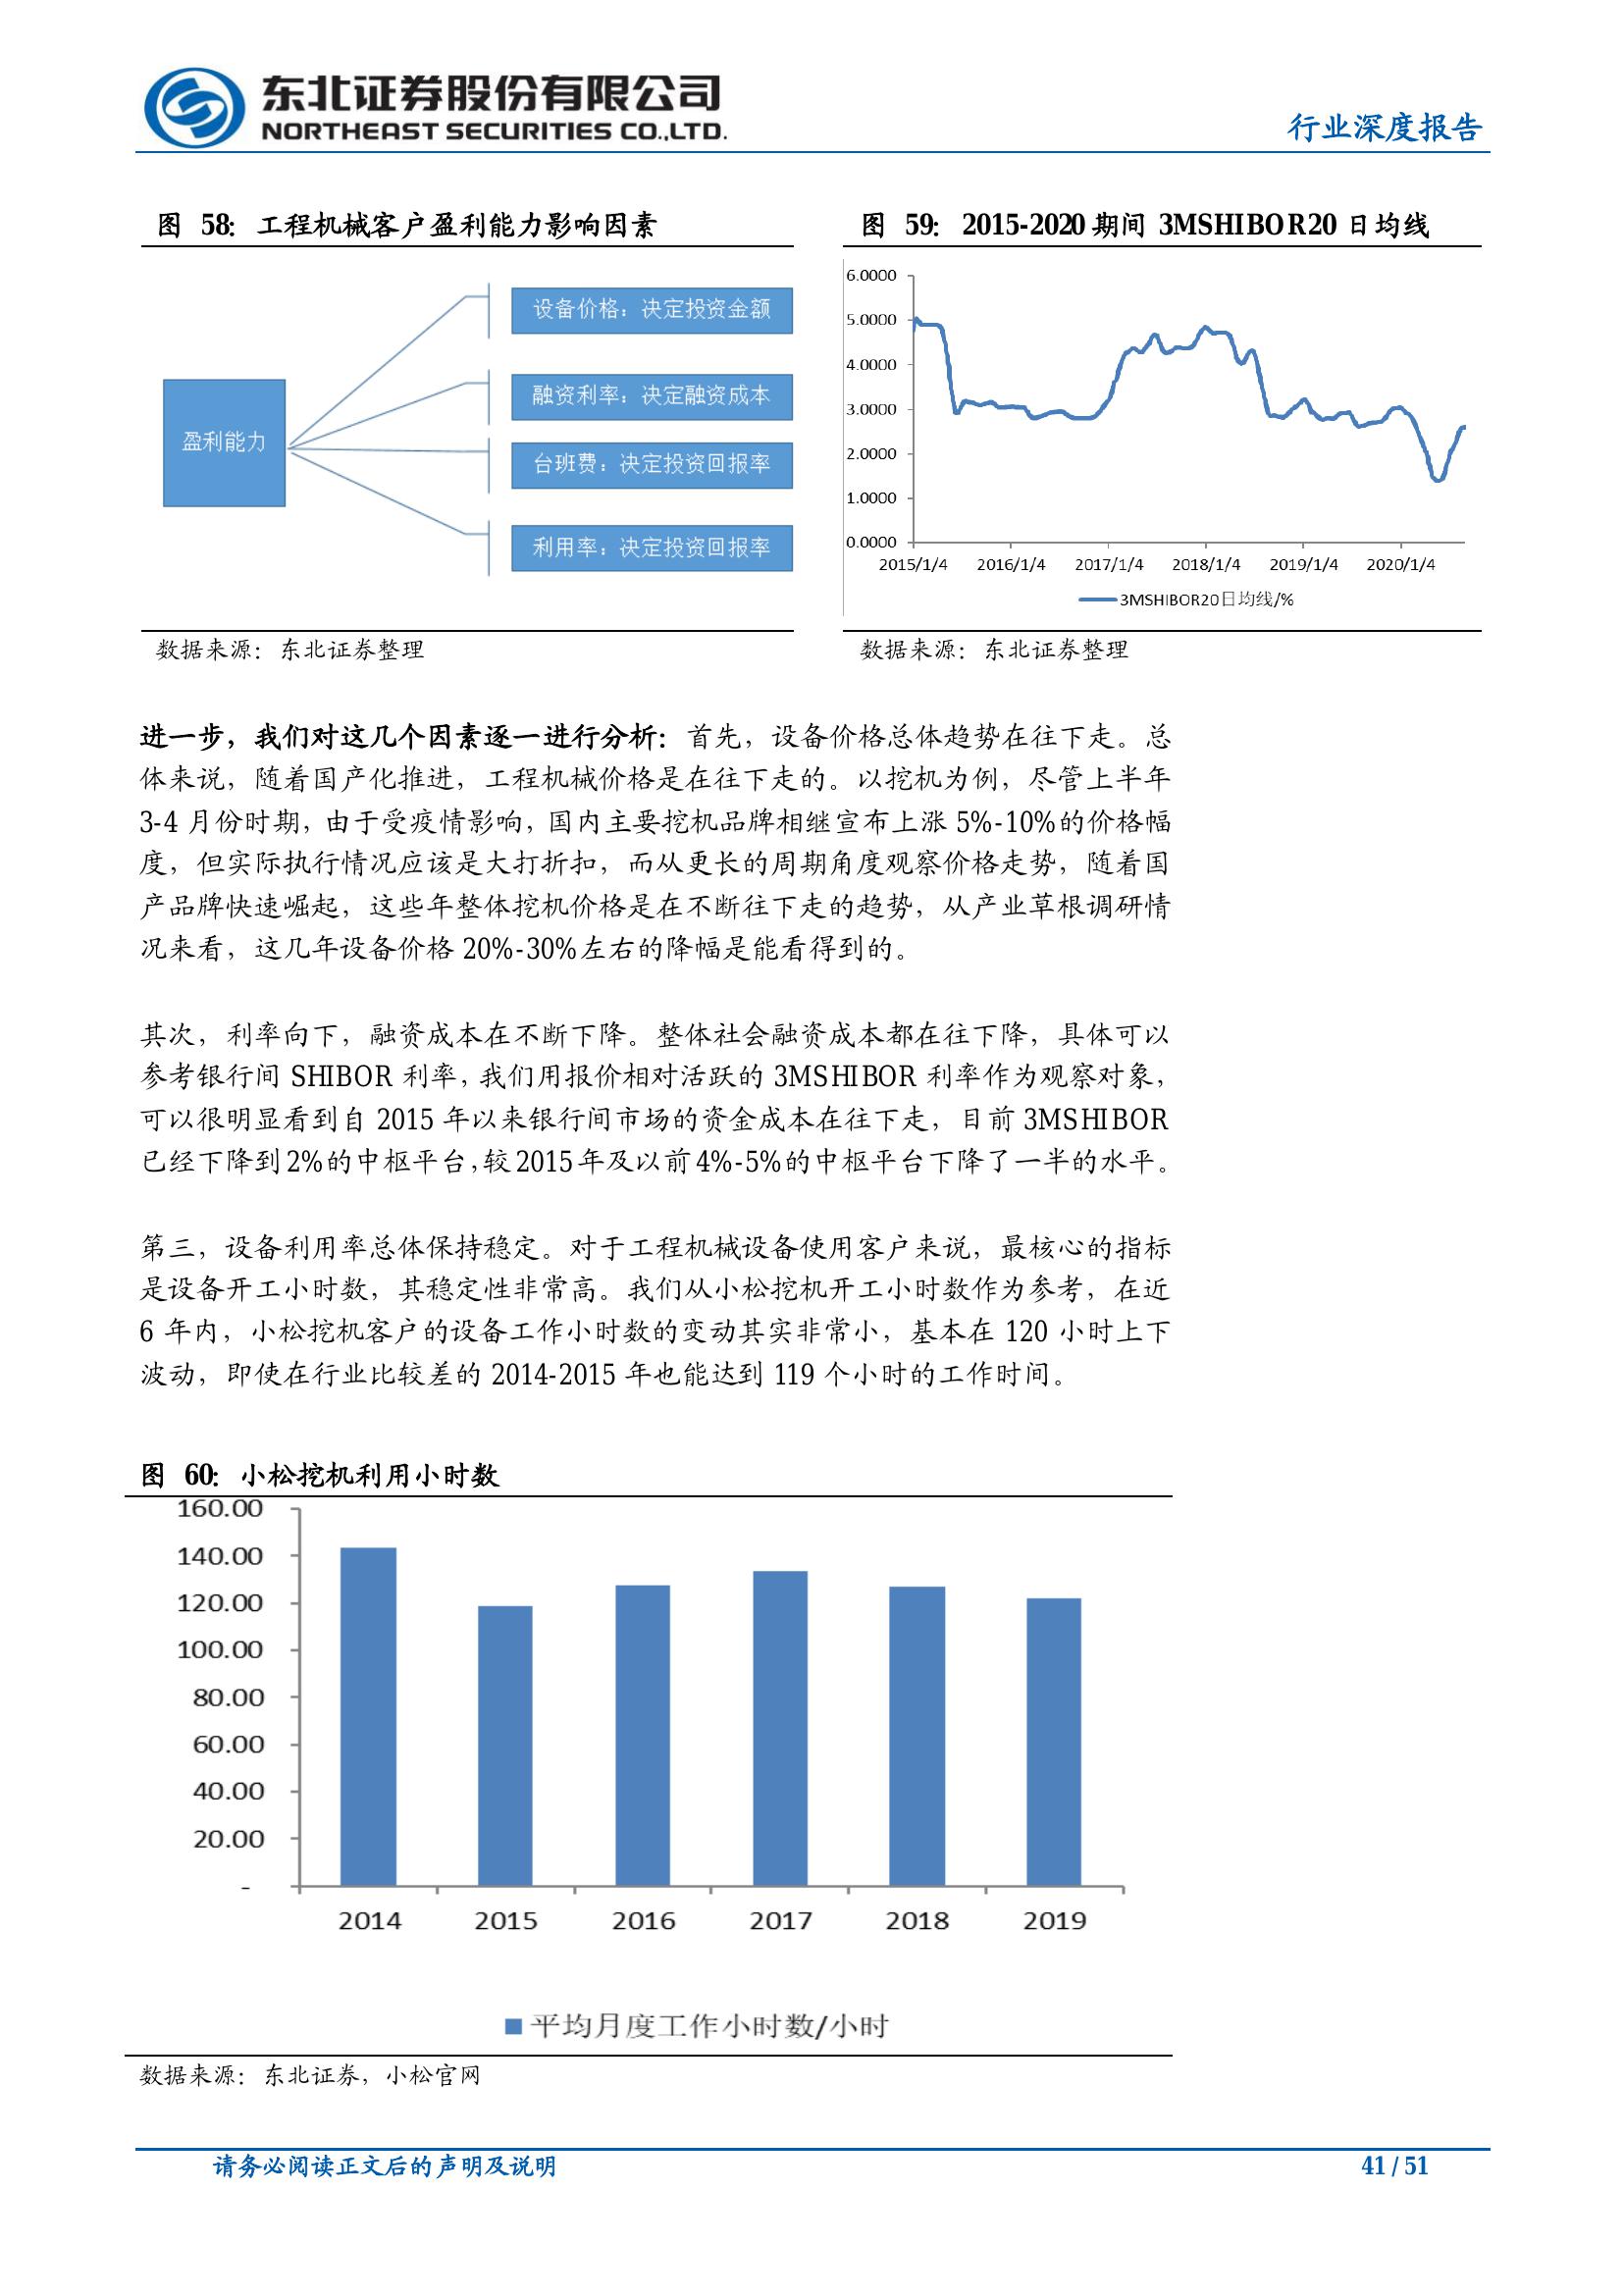 东北证券股份有限公司
NORTHEAST SECURITIES CO.,LTD.
行业深度报告
图 58：工程机械客户盈利能力影响因素
盈利能力
设备价格：决定投资金额
融资利率：决定融资成本
台班费：决定投资回报率
利用率：决定投资回报率
数据来源：东北证券整理
图 59：2015-2020 期间 3MSHIBOR20 日均线
6.0000
5.0000
4.0000
3.0000
2.0000
1.0000
0.0000
2015/1/4 2016/1/4 2017/1/4 2018/1/4 2019/1/4 2020/1/4
3MSHIBOR20日均线/%
数据来源：东北证券整理
进一步，我们对这几个因素逐一进行分析：首先，设备价格总体趋势在往下走。总
体来说，随着国产化推进，工程机械价格是在往下走的。以挖机为例，尽管上半年
3-4 月份时期，由于受疫情影响，国内主要挖机品牌相继宣布上涨 5%-10%的价格幅
度，但实际执行情况应该是大打折扣，而从更长的周期角度观察价格走势，随着国
产品牌快速崛起，这些年整体挖机价格是在不断往下走的趋势，从产业草根调研情
况来看，这几年设备价格 20%-30%左右的降幅是能看得到的。
其次，利率向下，融资成本在不断下降。整体社会融资成本都在往下降，具体可以
参考银行间 SHIBOR 利率，我们用报价相对活跃的 3MSHIBOR 利率作为观察对象，
可以很明显看到自 2015 年以来银行间市场的资金成本在往下走，目前 3MSHIBOR
已经下降到 2%的中枢平台，较 2015 年及以前 4%-5%的中枢平台下降了一半的水平。
第三，设备利用率总体保持稳定。对于工程机械设备使用客户来说，最核心的指标
是设备开工小时数，其稳定性非常高。我们从小松挖机开工小时数作为参考，在近
6 年内，小松挖机客户的设备工作小时数的变动其实非常小，基本在 120 小时上下
波动，即使在行业比较差的 2014-2015 年也能达到 119 个小时的工作时间。
图 60：小松挖机利用小时数
160.00
140.00
120.00
100.00
80.00
60.00
40.00
20.00
-
2014 2015 2016 2017 2018 2019
平均月度工作小时数/小时
数据来源：东北证券，小松官网
请务必阅读正文后的声明及说明
41 / 51